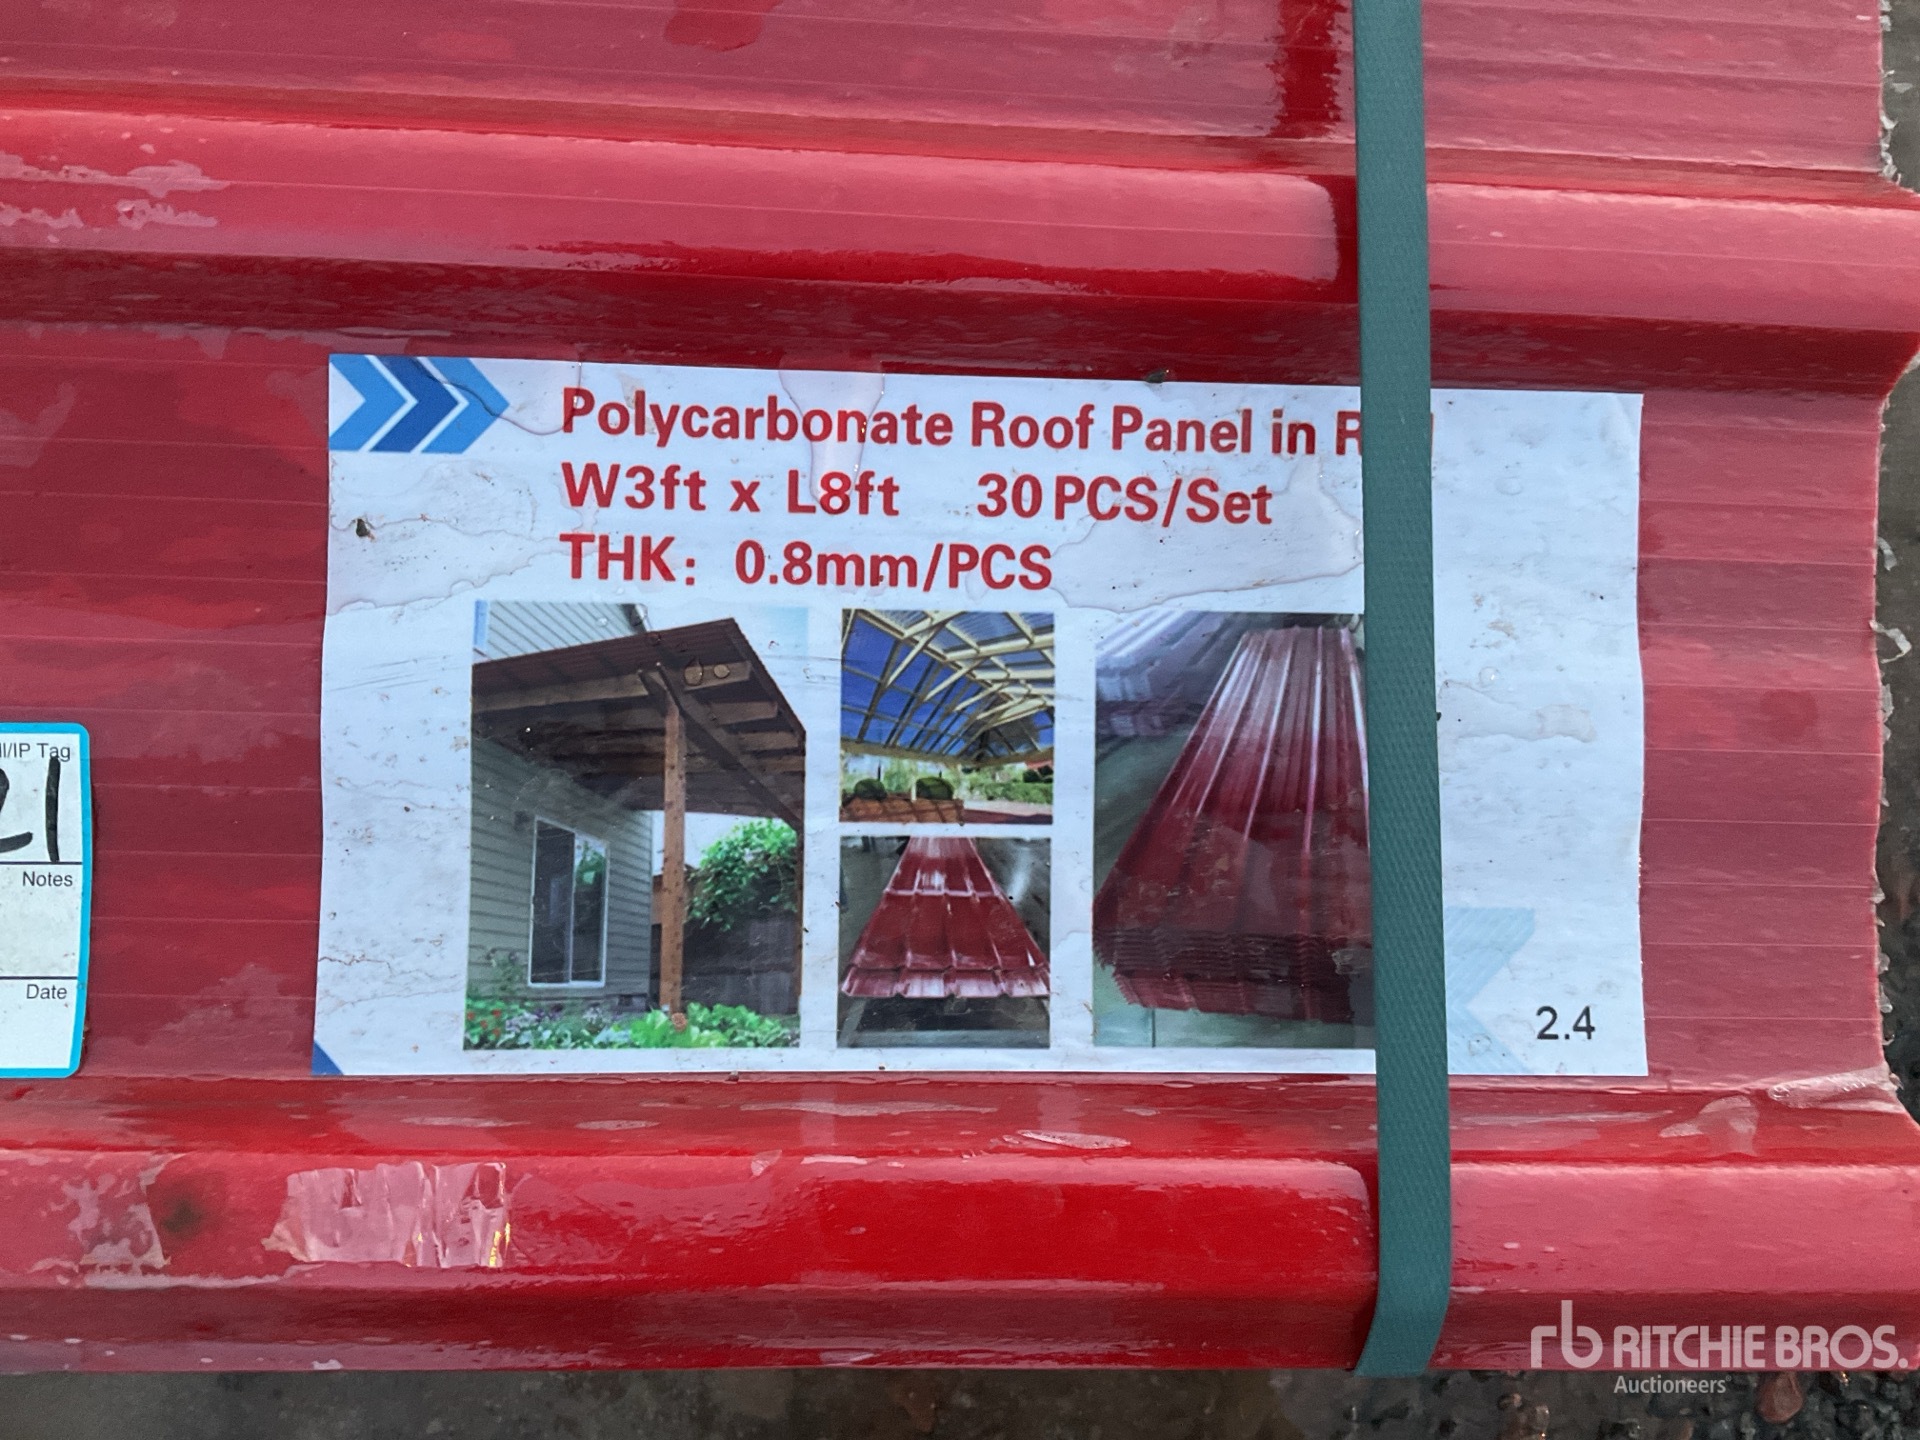 Polycarbonate Roof Panel in
W3ft x L8ft 30 PCS/Set
THK: 0.8mm/PCS
/IP Tag
21
Notes
Date
2.4
rb RITCHIE BROS.
Auctioneers